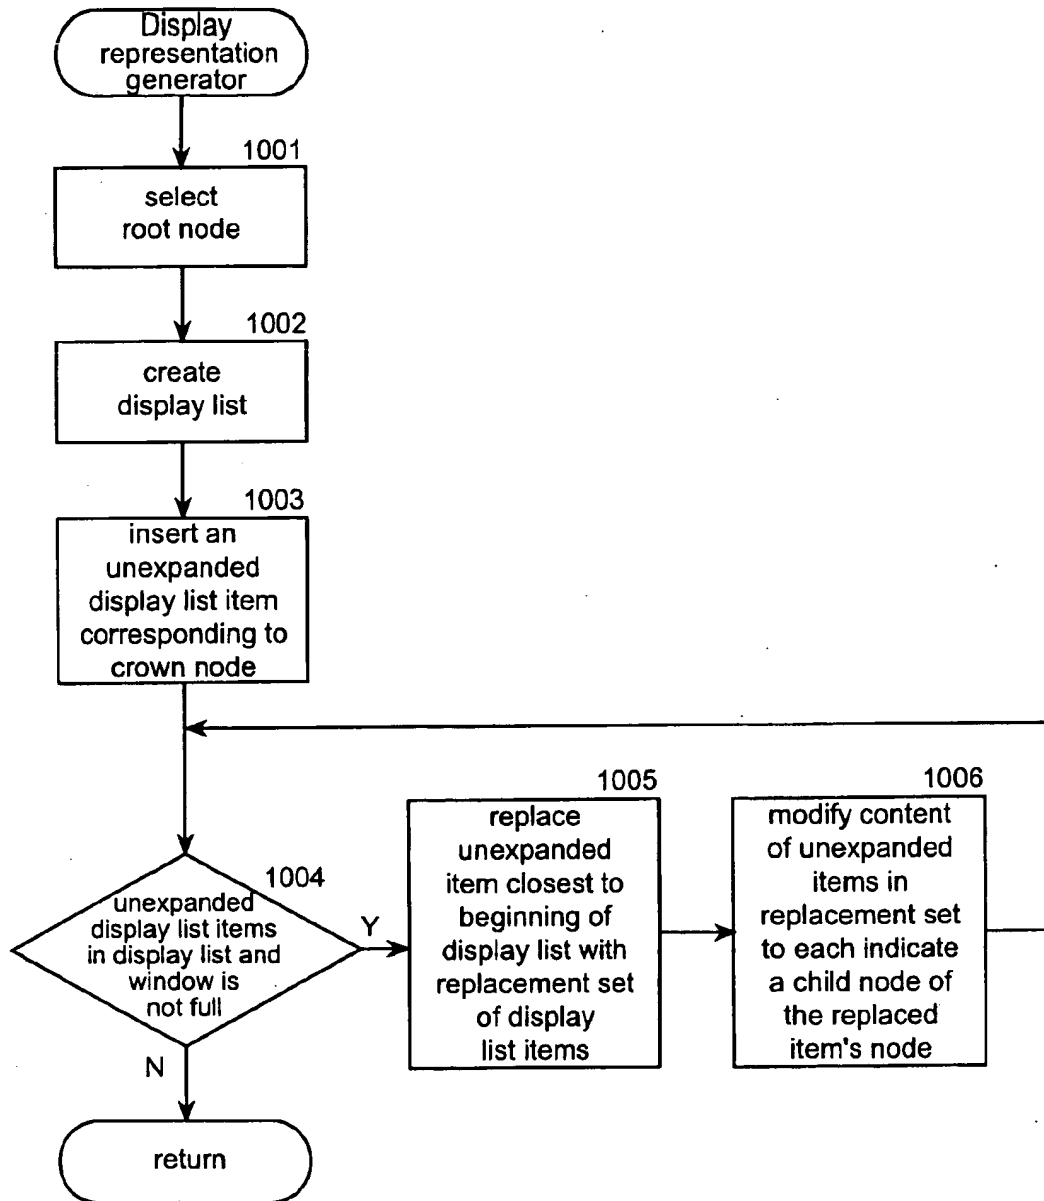 Display
representation
generator
1001
select
root node
1002
create
display list
1003
insert an
unexpanded
display list item
corresponding to
crown node
1004
unexpanded
display list items
in display list and
window is
not full
Y
N
1005
replace
unexpanded
item closest to
beginning of
display list with
replacement set
of display
list items
1006
modify content
of unexpanded
items in
replacement set
to each indicate
a child node of
the replaced
item's node
return